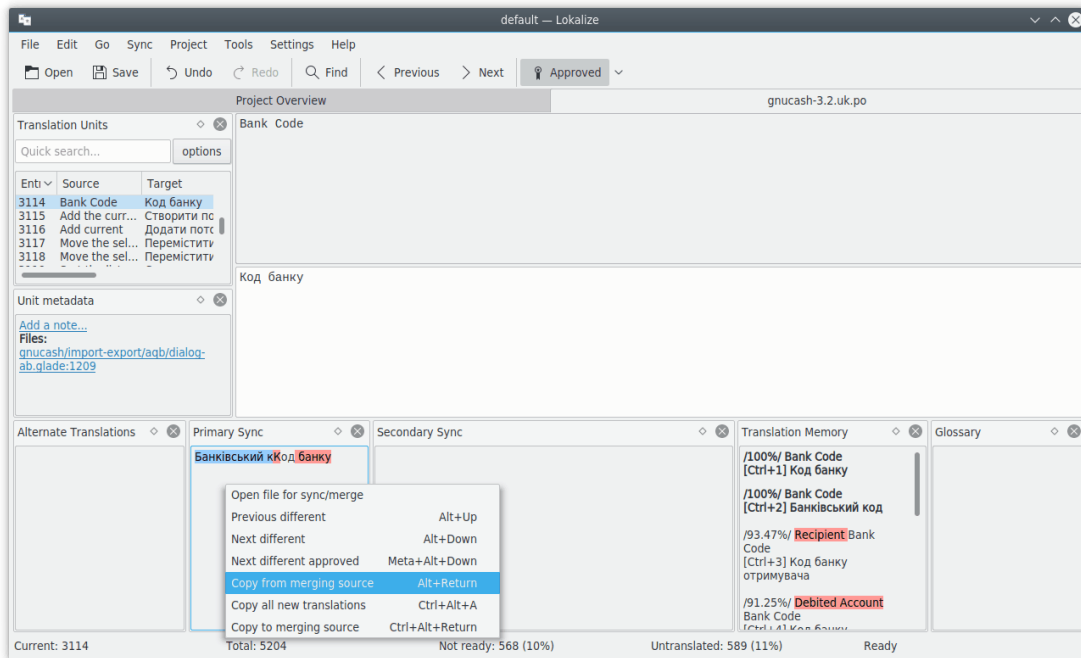 default — Lokalize
File Edit Go Sync Project Tools Settings Help
Open Save Undo Redo Find Previous Next Approved
Project Overview gnucash-3.2.uk.po
Translation Units
Quick search... options
Entı Source Target
3114 Bank Code Код банку
3115 Add the curr... Створити по
3116 Add current Додати пото
3117 Move the sel... Перемістити
3118 Move the sel... Перемістити
Bank Code
Код банку
Unit metadata
Add a note...
Files:
gnucash/import-export/aqb/dialog-
ab.glade:1209
Alternate Translations
Primary Sync
Банківський кКод банку
Open file for sync/merge
Previous different Alt+Up
Next different Alt+Down
Next different approved Meta+Alt+Down
Copy from merging source Alt+Return
Copy all new translations Ctrl+Alt+A
Copy to merging source Ctrl+Alt+Return
Secondary Sync
Translation Memory
/100%/ Bank Code
[Ctrl+1] Код банку
/100%/ Bank Code
[Ctrl+2] Банківський код
/93.47%/ Recipient Bank
Code
[Ctrl+3] Код банку
отримувача
/91.25%/ Debited Account
Bank Code
[Ctrl+4] Код банку
Glossary
Current: 3114 Total: 5204 Not ready: 568 (10%) Untranslated: 589 (11%) Ready